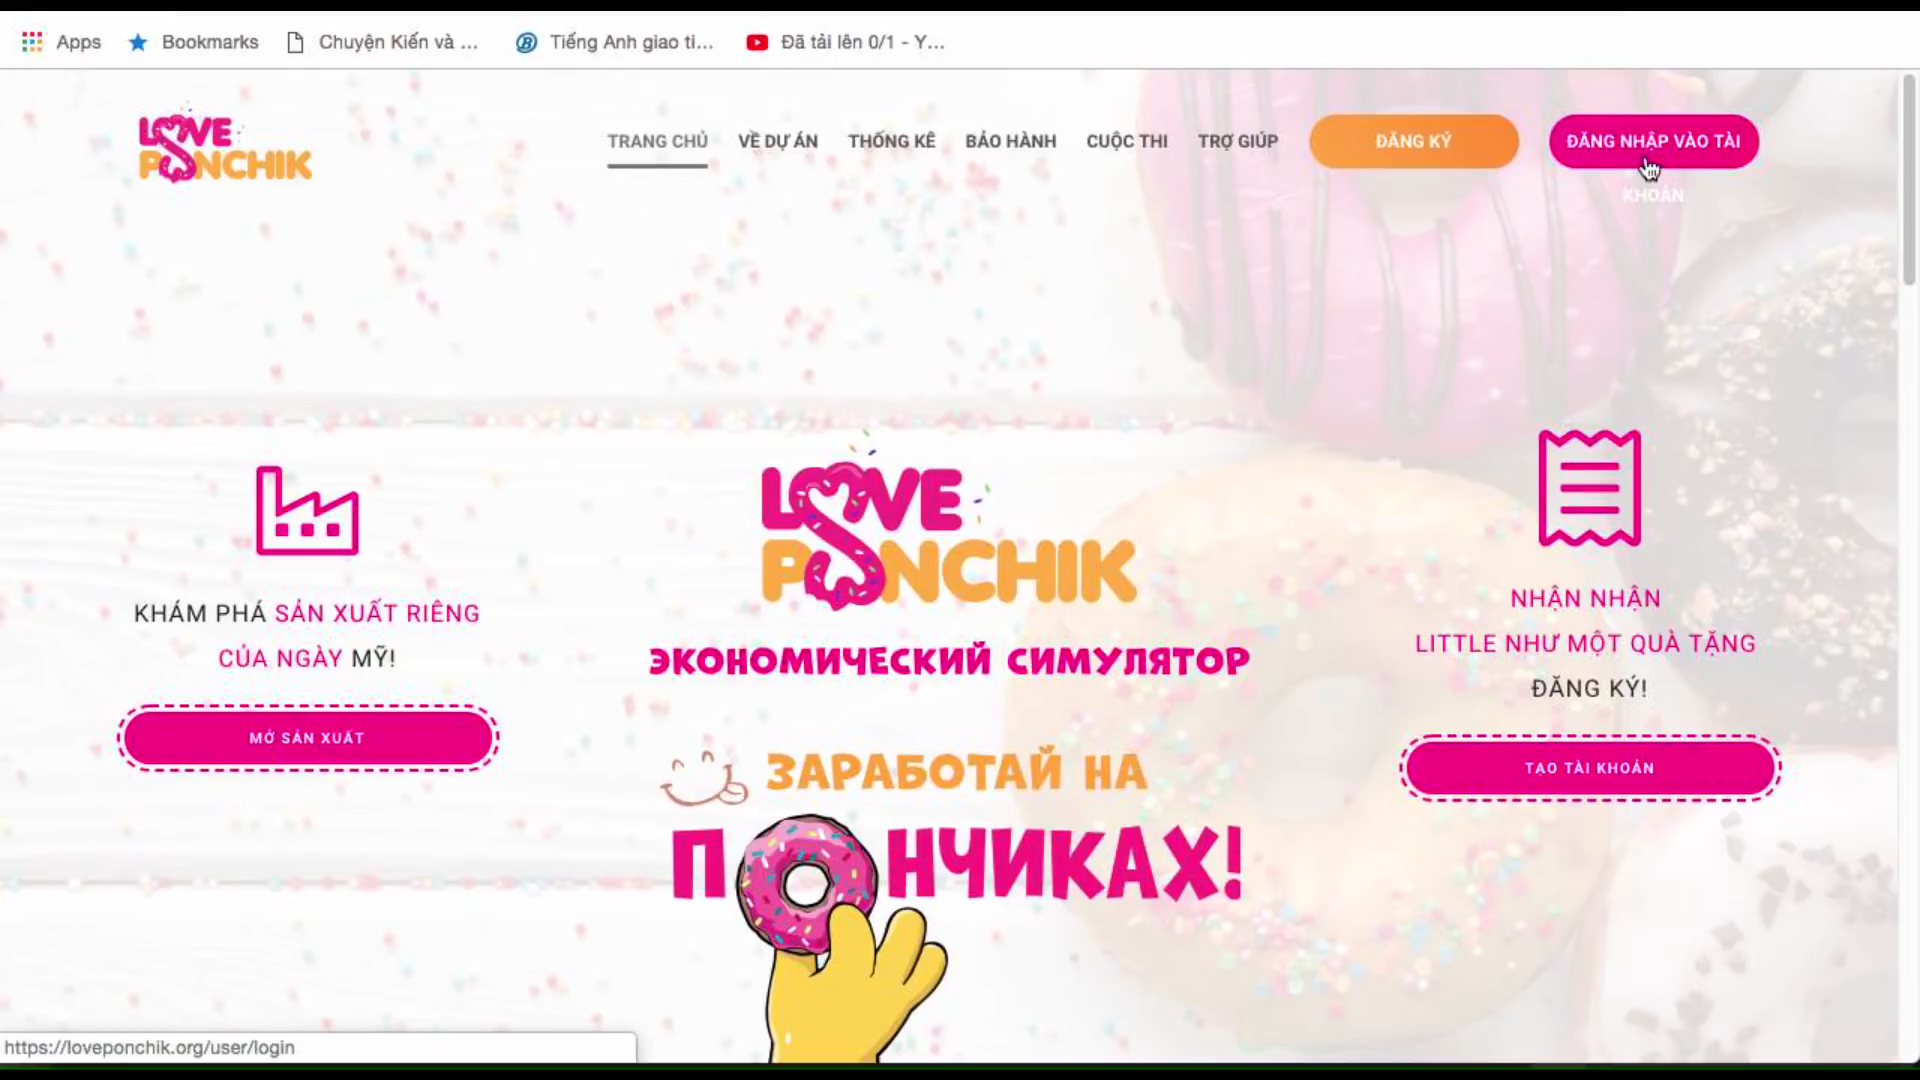 Apps
Bookmarks
Chuyện Kiến và ...
Tiếng Anh giao ti...
Đã tải lên 0/1 - Y...
LOVE
PONCHIK
TRANG CHỦ
VỀ DỰ ÁN
THỐNG KÊ
BẢO HÀNH
CUỘC THI
TRỢ GIÚP
ĐĂNG KÝ
ĐĂNG NHẬP VÀO TÀI
KHOẢN
LOVE
PONCHIK
ЭКОНОМИЧЕСКИЙ СИМУЛЯТОР
ЗАРАБОТАЙ НА
ПОНЧИКАХ!
KHÁM PHÁ SẢN XUẤT RIÊNG
CỦA NGÀY MỸ!
MỞ SẢN XUẤT
NHẬN NHẬN
LITTLE NHƯ MỘT QUÀ TẶNG
ĐĂNG KÝ!
TẠO TÀI KHOẢN
https://loveponchik.org/user/login